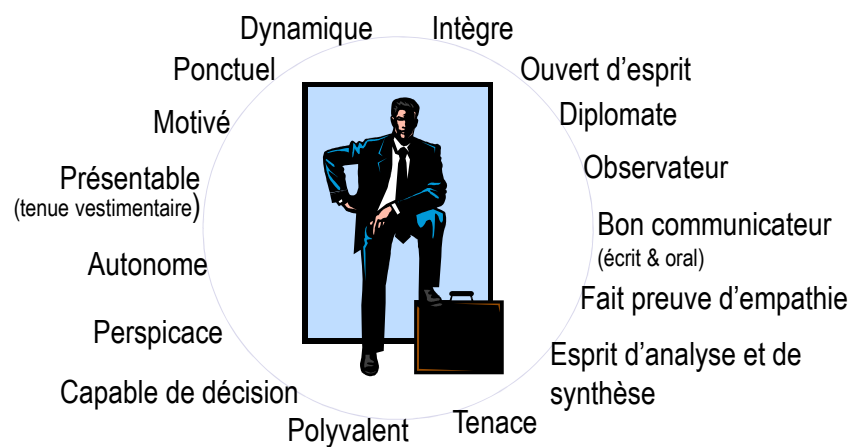 Dynamique
Intègre
Ponctuel
Ouvert d’esprit
Motivé
Diplomate
Observateur
Présentable
(tenue vestimentaire)
Bon communicateur
(écrit & oral)
Autonome
Fait preuve d’empathie
Perspicace
Esprit d’analyse et de
synthèse
Capable de décision
Tenace
Polyvalent